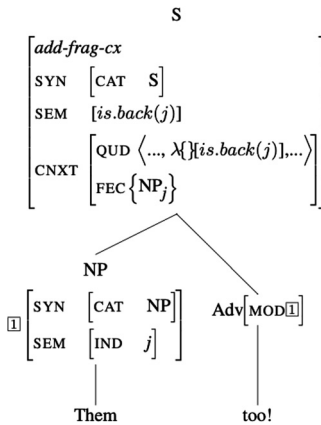 S
add-frag-cx
SYN [CAT S]
SEM [is.back(j)]
CNXT [QUD ⟨..., λ{}[is.back(j)],...⟩
FEC {NPj}]
NP
1 [SYN [CAT NP]
SEM [IND j]]
Adv[MOD 1]
Them too!